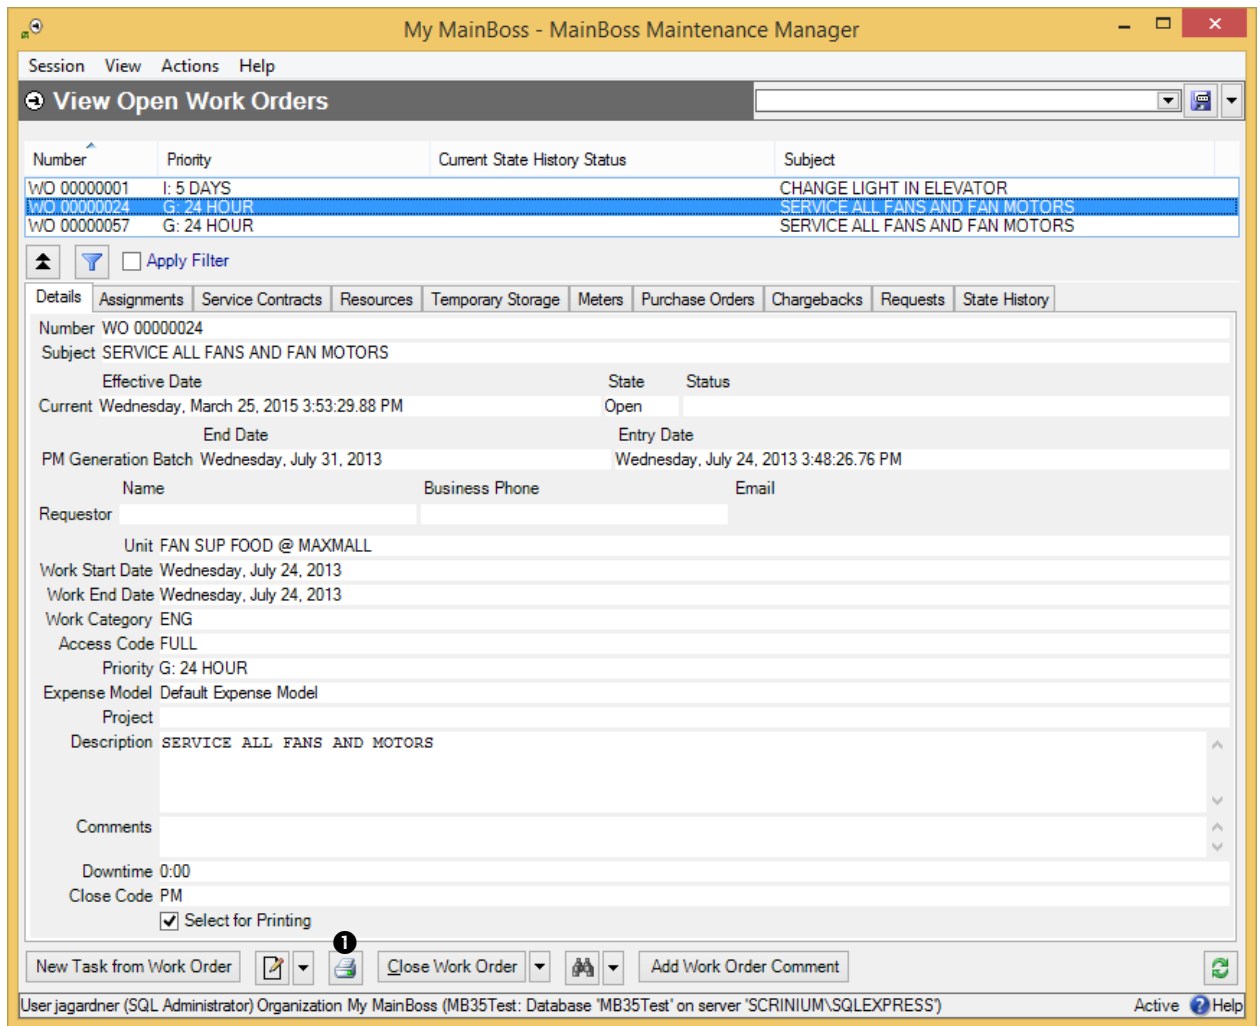 My MainBoss - MainBoss Maintenance Manager
Session View Actions Help
View Open Work Orders
Number Priority Current State History Status Subject
WO 00000001 I: 5 DAYS CHANGE LIGHT IN ELEVATOR
WO 00000024 G: 24 HOUR SERVICE ALL FANS AND FAN MOTORS
WO 00000057 G: 24 HOUR SERVICE ALL FANS AND FAN MOTORS
Apply Filter
Details Assignments Service Contracts Resources Temporary Storage Meters Purchase Orders Chargebacks Requests State History
Number WO 00000024
Subject SERVICE ALL FANS AND FAN MOTORS
Effective Date State Status
Current Wednesday, March 25, 2015 3:53:29.88 PM Open
End Date Entry Date
PM Generation Batch Wednesday, July 31, 2013 Wednesday, July 24, 2013 3:48:26.76 PM
Name Business Phone Email
Requestor
Unit FAN SUP FOOD @ MAXMALL
Work Start Date Wednesday, July 24, 2013
Work End Date Wednesday, July 24, 2013
Work Category ENG
Access Code FULL
Priority G: 24 HOUR
Expense Model Default Expense Model
Project
Description SERVICE ALL FANS AND MOTORS
Comments
Downtime 0:00
Close Code PM
Select for Printing
1
New Task from Work Order Close Work Order Add Work Order Comment
User jagardner (SQL Administrator) Organization My MainBoss (MB35Test: Database 'MB35Test' on server 'SCRINIUM\SQLEXPRESS') Active Help